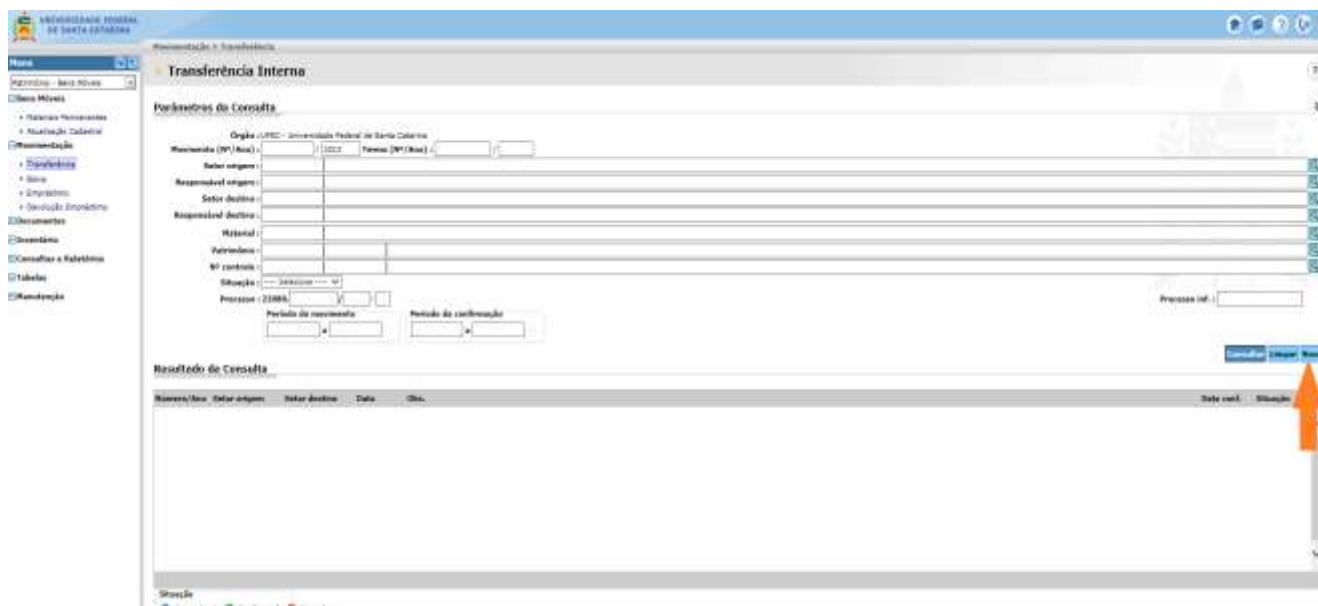 UNIVERSIDADE FEDERAL
DE SANTA CATARINA
Movimentação > Transferência
Menu
Patrimônio - Bens Móveis
Transferência Interna
Bens Móveis
Materiais Permanentes
Atualização Cadastral
Movimentação
Transferência
Baixa
Empréstimo
Devolução Empréstimo
Documentos
Inventário
Consultas e Relatórios
Tabelas
Manutenção
Parâmetros da Consulta
Órgão : UFSC - Universidade Federal de Santa Catarina
Movimento (Nº/Ano) : / Termo (Nº/Ano) : /
Setor origem :
Responsável origem :
Setor destino :
Responsável destino :
Material :
Patrimônio :
Nº controle :
Situação : --- Selecione ---
Processo : 23080. / - Processo inf. :
Período do movimento Período da confirmação
a a
Consultar Limpar
Resultado da Consulta
Número/Ano Setor origem Setor destino Data Obs. Data conf. Situação
Situação